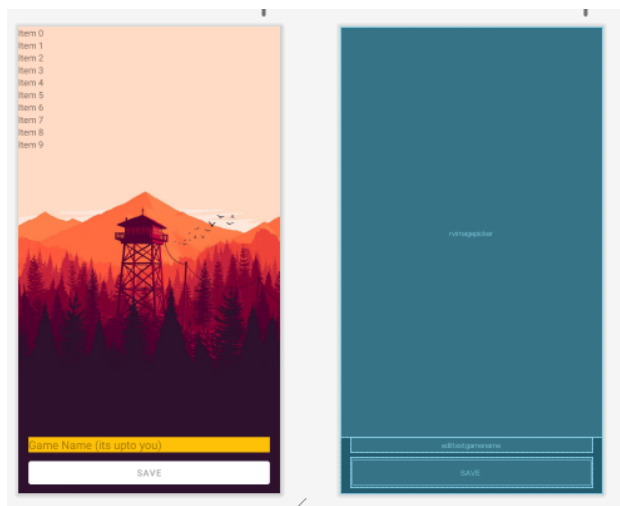 Item 0
Item 1
Item 2
Item 3
Item 4
Item 5
Item 6
Item 7
Item 8
Item 9
Game Name (its upto you)
SAVE
rvimagepicker
edittextgamename
SAVE